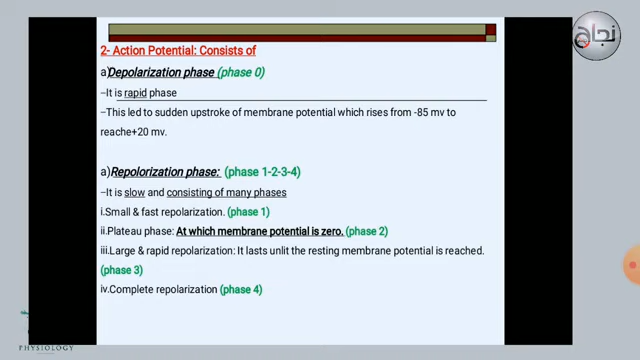 نجاح
2- Action Potential: Consists of
a)Depolarization phase (phase 0)
–It is rapid phase
–This led to sudden upstroke of membrane potential which rises from -85 mv to
reache+20 mv.
a)Repolorization phase: (phase 1-2-3-4)
–It is slow and consisting of many phases
i.Small & fast repolarization. (phase 1)
ii.Plateau phase: At which membrane potential is zero. (phase 2)
iii.Large & rapid repolarization: It lasts unlit the resting membrane potential is reached.
(phase 3)
iv.Complete repolarization (phase 4)
PHYSIOLOGY